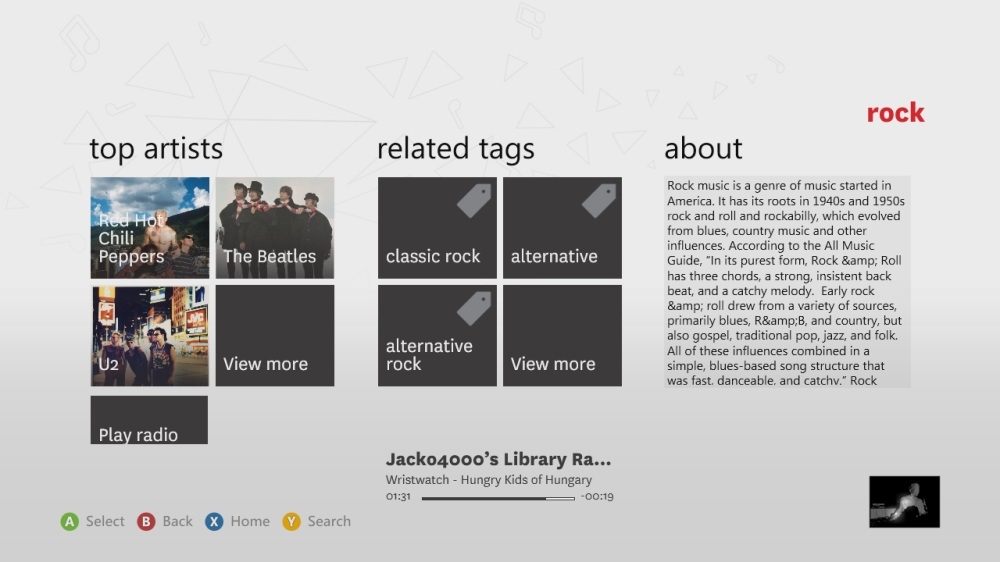 rock
top artists
Red Hot
Chili
Peppers
The Beatles
U2
View more
Play radio
related tags
classic rock
alternative
alternative
rock
View more
about
Rock music is a genre of music started in
America. It has its roots in 1940s and 1950s
rock and roll and rockabilly, which evolved
from blues, country music and other
influences. According to the All Music
Guide, "In its purest form, Rock &amp; Roll
has three chords, a strong, insistent back
beat, and a catchy melody.  Early rock
&amp; roll drew from a variety of sources,
primarily blues, R&amp;B, and country, but
also gospel, traditional pop, jazz, and folk.
All of these influences combined in a
simple, blues-based song structure that
was fast, danceable, and catchy." Rock
Jack04000's Library Ra...
Wristwatch - Hungry Kids of Hungary
01:31 -00:19
A Select B Back X Home Y Search
JVC